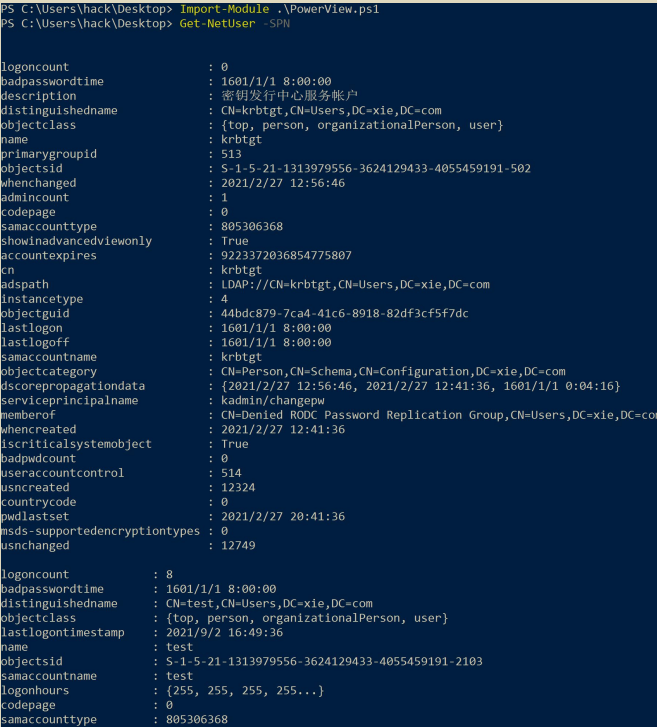 PS C:\Users\hack\Desktop> Import-Module .\PowerView.ps1
PS C:\Users\hack\Desktop> Get-NetUser -SPN
logoncount : 0
badpasswordtime : 1601/1/1 8:00:00
description : 密钥发行中心服务帐户
distinguishedname : CN=krbtgt,CN=Users,DC=xie,DC=com
objectclass : {top, person, organizationalPerson, user}
name : krbtgt
primarygroupid : 513
objectsid : S-1-5-21-1313979556-3624129433-4055459191-502
whenchanged : 2021/2/27 12:56:46
admincount : 1
codepage : 0
samaccounttype : 805306368
showinadvancedviewonly : True
accountexpires : 9223372036854775807
cn : krbtgt
adspath : LDAP://CN=krbtgt,CN=Users,DC=xie,DC=com
instancetype : 4
objectguid : 44bdc879-7ca4-41c6-8918-82df3cf5f7dc
lastlogon : 1601/1/1 8:00:00
lastlogoff : 1601/1/1 8:00:00
samaccountname : krbtgt
objectcategory : CN=Person,CN=Schema,CN=Configuration,DC=xie,DC=com
dscorepropagationdata : {2021/2/27 12:56:46, 2021/2/27 12:41:36, 1601/1/1 0:04:16}
serviceprincipalname : kadmin/changepw
memberof : CN=Denied RODC Password Replication Group,CN=Users,DC=xie,DC=com
whencreated : 2021/2/27 12:41:36
iscriticalsystemobject : True
badpwdcount : 0
useraccountcontrol : 514
usncreated : 12324
countrycode : 0
pwdlastset : 2021/2/27 20:41:36
msds-supportedencryptiontypes : 0
usnchanged : 12749
logoncount : 8
badpasswordtime : 1601/1/1 8:00:00
distinguishedname : CN=test,CN=Users,DC=xie,DC=com
objectclass : {top, person, organizationalPerson, user}
lastlogontimestamp : 2021/9/2 16:49:36
name : test
objectsid : S-1-5-21-1313979556-3624129433-4055459191-2103
samaccountname : test
logonhours : {255, 255, 255, 255...}
codepage : 0
samaccounttype : 805306368